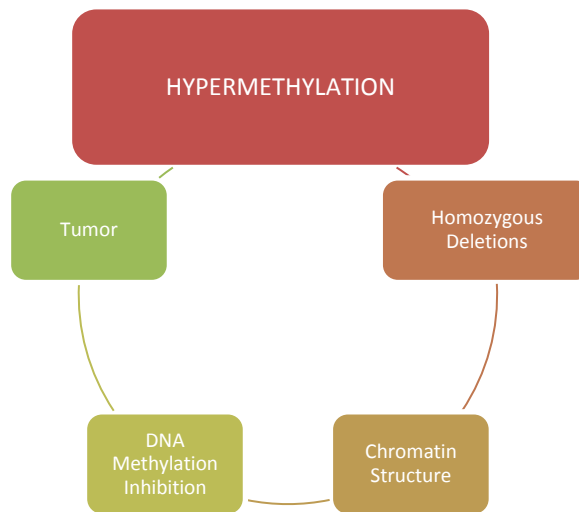 HYPERMETHYLATION
Homozygous
Deletions
Chromatin
Structure
DNA
Methylation
Inhibition
Tumor